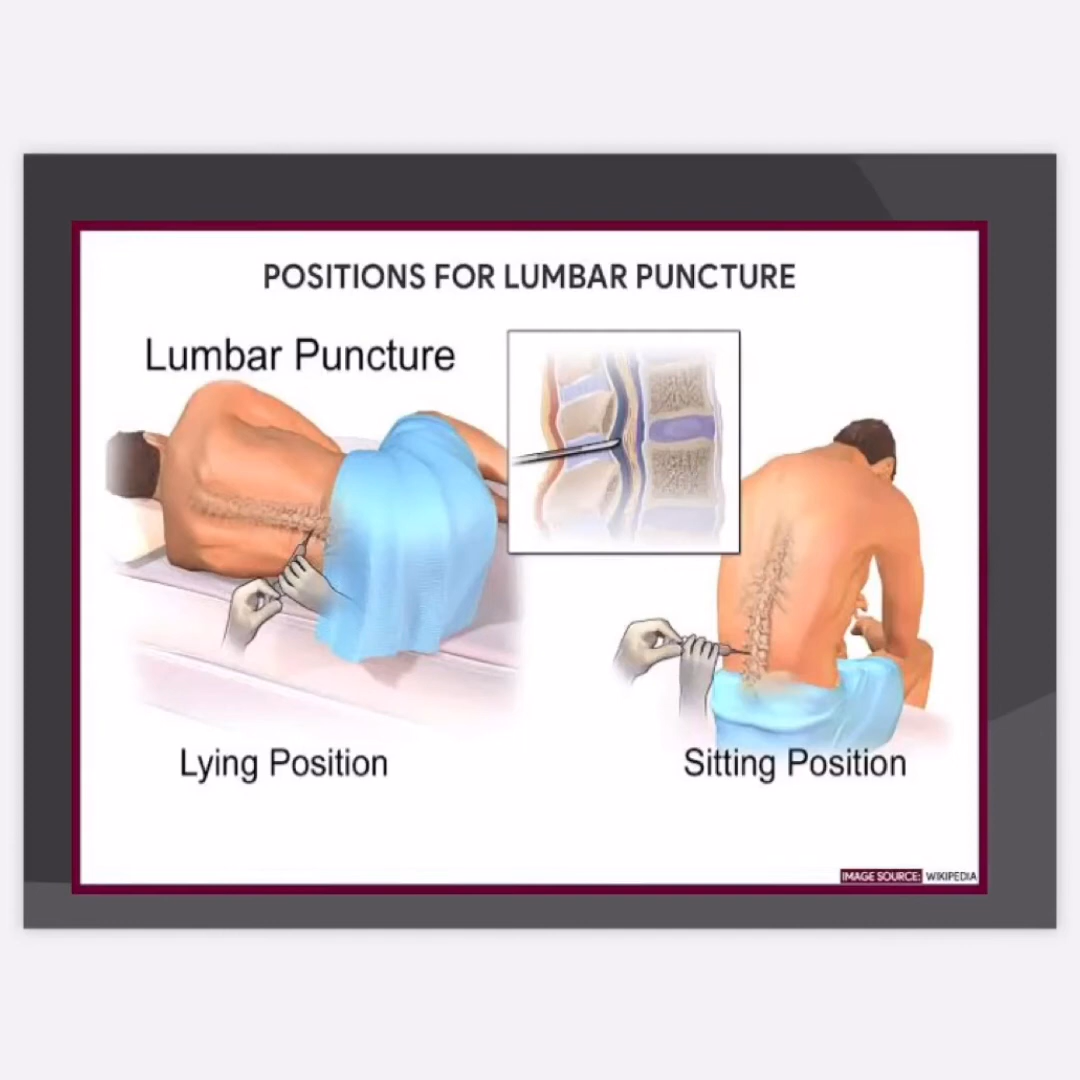 POSITIONS FOR LUMBAR PUNCTURE
Lumbar Puncture
Lying Position
Sitting Position
IMAGE SOURCE: WIKIPEDIA